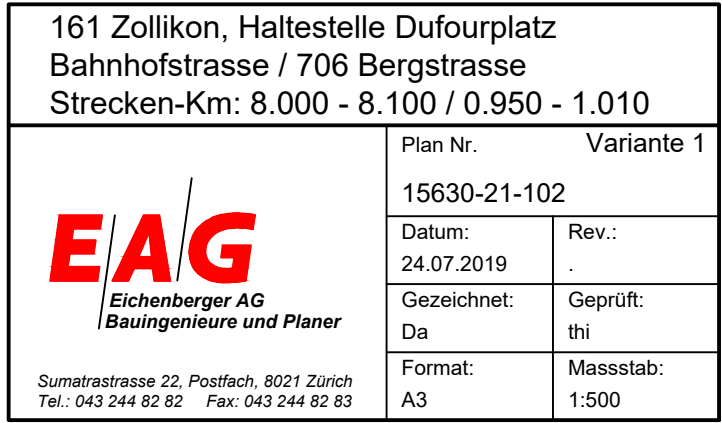 161 Zollikon, Haltestelle Dufourplatz
Bahnhofstrasse / 706 Bergstrasse
Strecken-Km: 8.000 - 8.100 / 0.950 - 1.010
E/A/G
Eichenberger AG
Bauingenieure und Planer
Sumatrastrasse 22, Postfach, 8021 Zürich
Tel.: 043 244 82 82 Fax: 043 244 82 83
Plan Nr. Variante 1
15630-21-102
Datum: Rev.:
24.07.2019 .
Gezeichnet: Geprüft:
Da thi
Format: Massstab:
A3 1:500